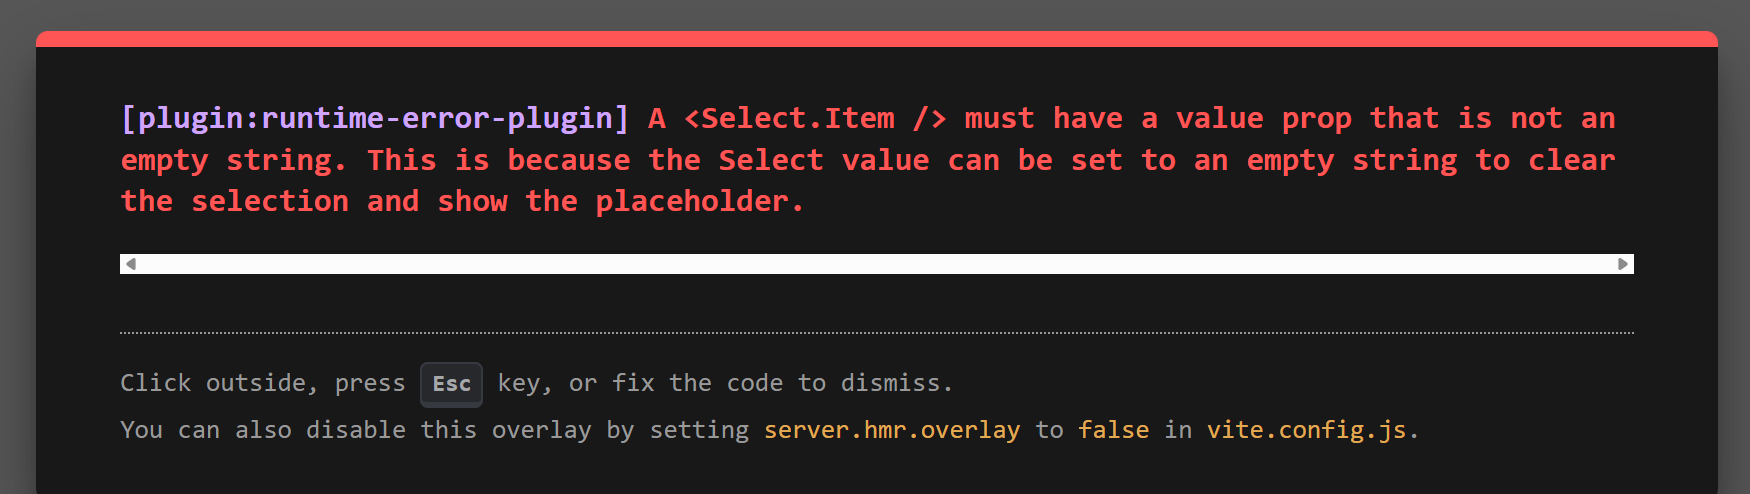 [plugin:runtime-error-plugin] A <Select.Item /> must have a value prop that is not an
empty string. This is because the Select value can be set to an empty string to clear
the selection and show the placeholder.
Click outside, press Esc key, or fix the code to dismiss.
You can also disable this overlay by setting server.hmr.overlay to false in vite.config.js.